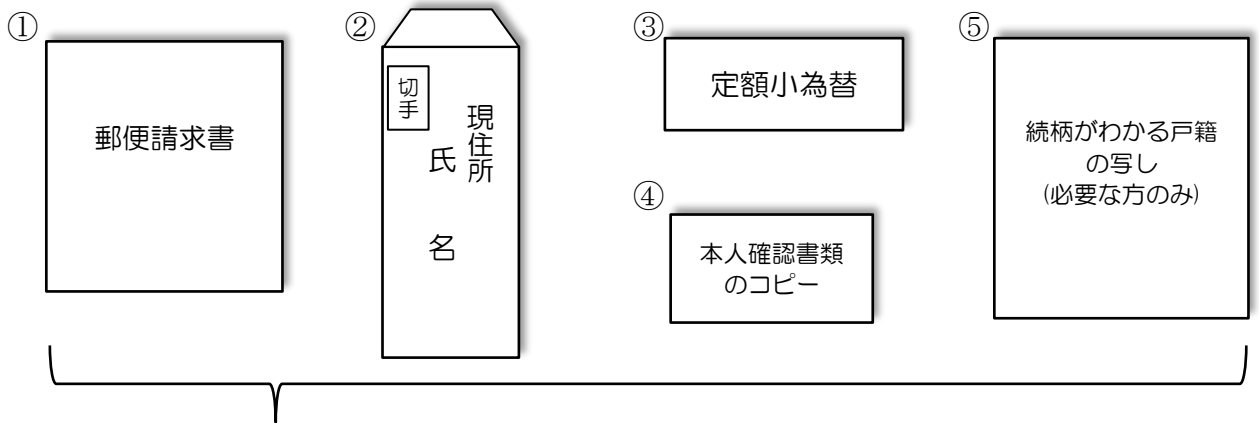 ①
郵便請求書
②
切手
現住所
氏名
③
定額小為替
④
本人確認書類
のコピー
⑤
続柄がわかる戸籍
の写し
(必要な方のみ)